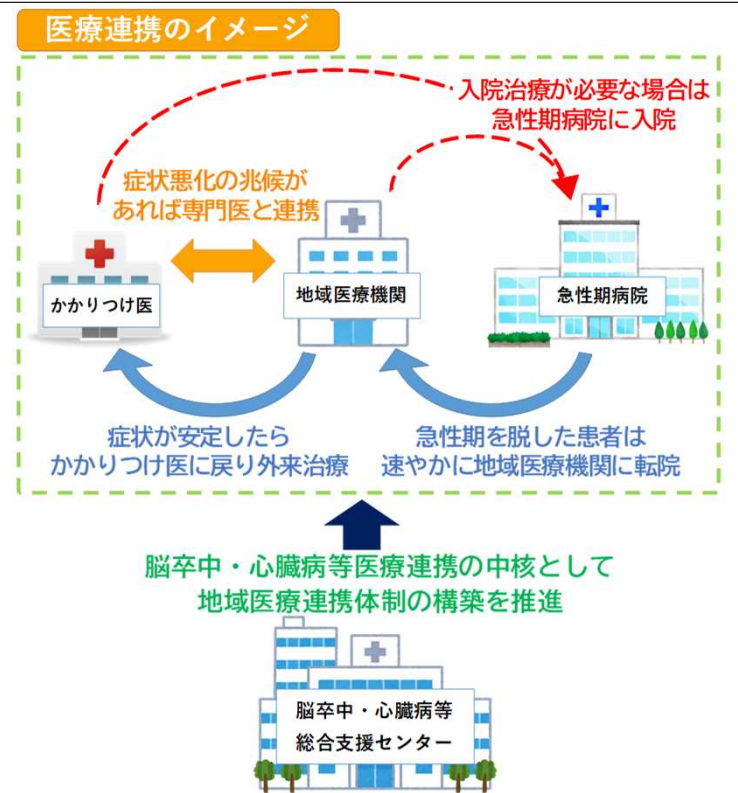 医療連携のイメージ
入院治療が必要な場合は
急性期病院に入院
症状悪化の兆候が
あれば専門医と連携
かかりつけ医
地域医療機関
急性期病院
症状が安定したら
かかりつけ医に戻り外来治療
急性期を脱した患者は
速やかに地域医療機関に転院
脳卒中・心臓病等医療連携の中核として
地域医療連携体制の構築を推進
脳卒中・心臓病等
総合支援センター